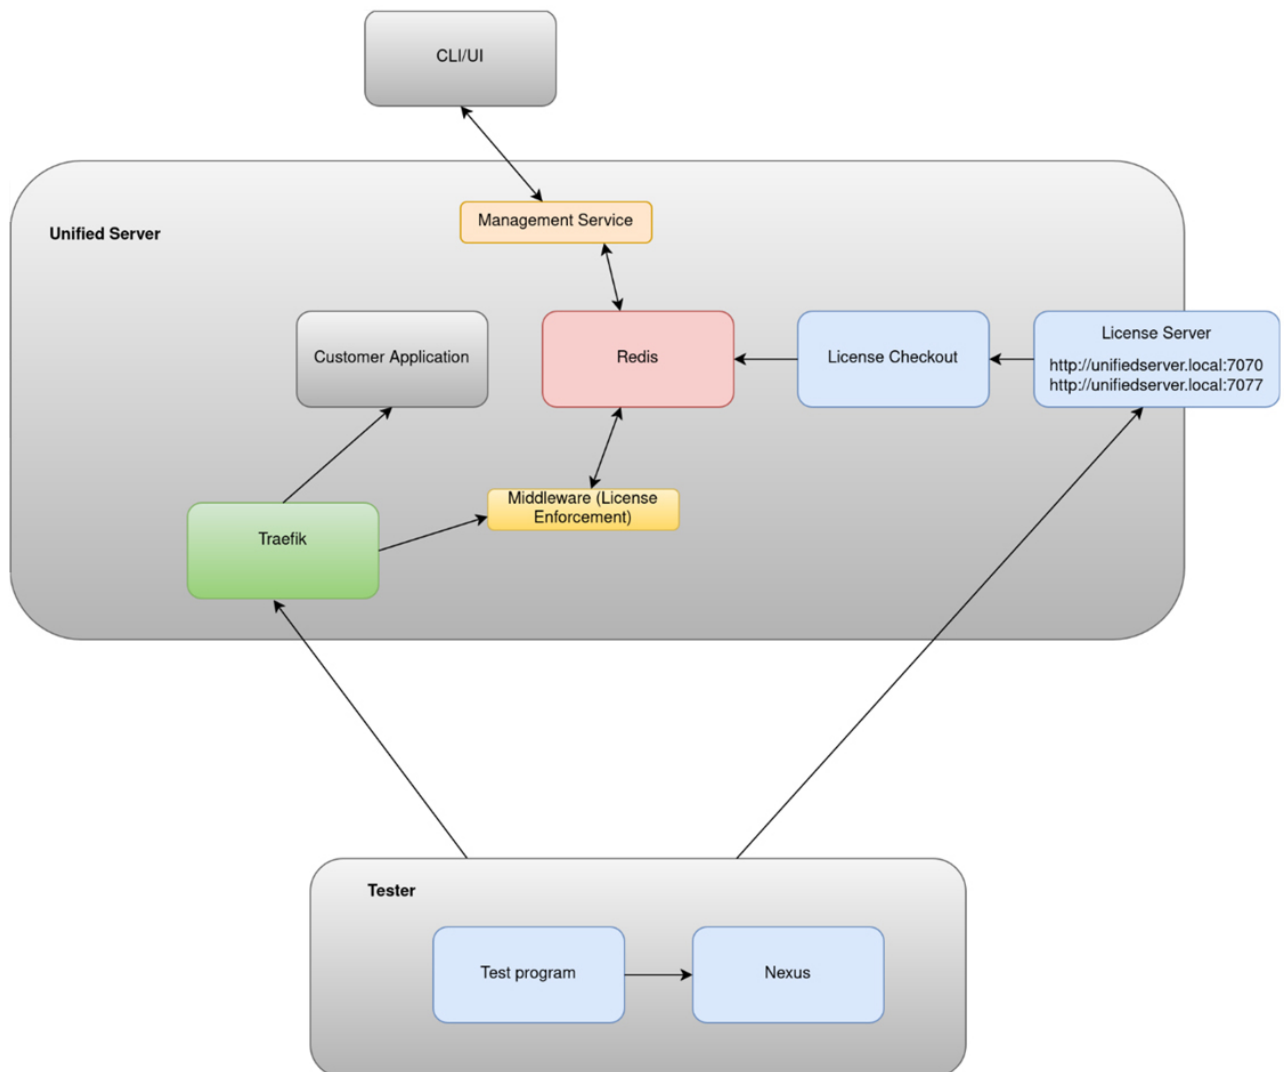 CLI/UI
Management Service
Unified Server
Customer Application
Redis
License Checkout
License Server
http://unifiedserver.local:7070
http://unifiedserver.local:7077
Middleware (License
Enforcement)
Traefik
Tester
Test program
Nexus